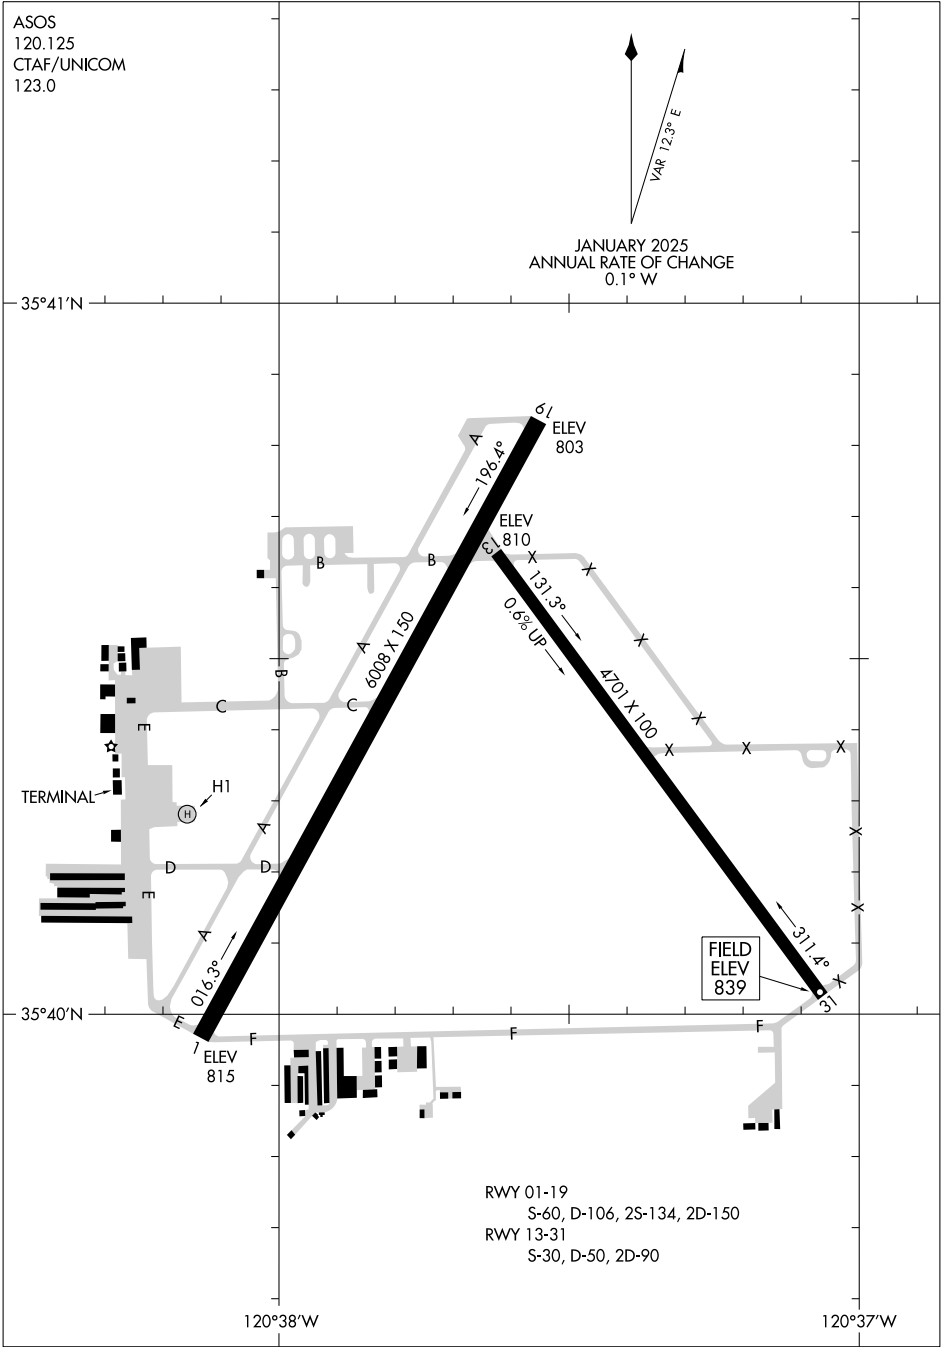 ASOS
120.125
CTAF/UNICOM
123.0
VAR 12.3° E
JANUARY 2025
ANNUAL RATE OF CHANGE
0.1° W
35°41'N
19
ELEV
803
A
196.4°
ELEV
810
13
B
B
X
X
131.3°
0.6% UP
6008 X 150
A
X
B
4701 X 100
C
C
X
E
X
X
X
TERMINAL
H1
H
A
X
D
D
E
X
A
311.4°
FIELD
ELEV
839
016.3°
X
31
35°40'N
E
F
F
F
1
ELEV
815
RWY 01-19
S-60, D-106, 2S-134, 2D-150
RWY 13-31
S-30, D-50, 2D-90
120°38'W
120°37'W